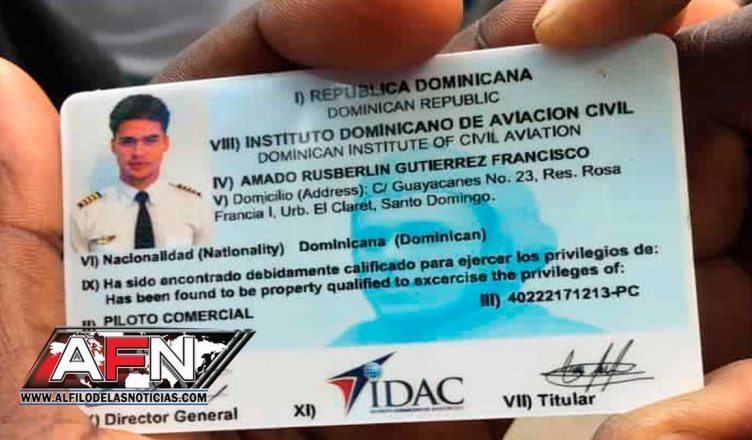 I) REPÚBLICA DOMINICANA
DOMINICAN REPUBLIC
VIII) INSTITUTO DOMINICANO DE AVIACION CIVIL
DOMINICAN INSTITUTE OF CIVIL AVIATION
IV) AMADO RUSBERLIN GUTIERREZ FRANCISCO
V) Domicilio (Address): C/ Guayacanes No. 23, Res. Rosa
Francia I, Urb. El Claret, Santo Domingo.
VI) Nacionalidad (Nationality) Dominicana (Dominican)
IX) Ha sido encontrado debidamente calificado para ejercer los privilegios de:
Has been found to be property qualified to excercise the privileges of:
II) PILOTO COMERCIAL
III) 40222171213-PC
AFN
WWW.ALFILODELASNOTICIAS.COM
) Director General
XI)
IDAC
VII) Titular